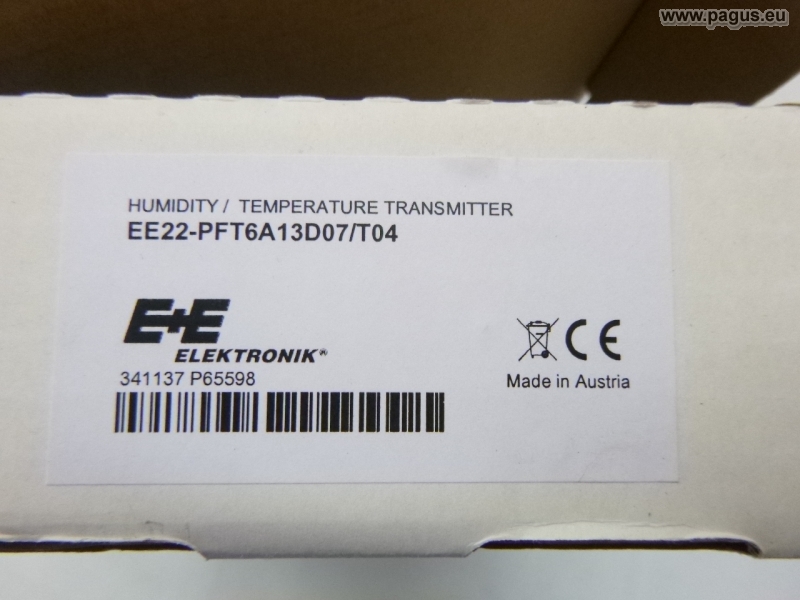 www.pagus.eu
HUMIDITY / TEMPERATURE TRANSMITTER
EE22-PFT6A13D07/T04
E+E
ELEKTRONIK®
341137 P65598
CE
Made in Austria